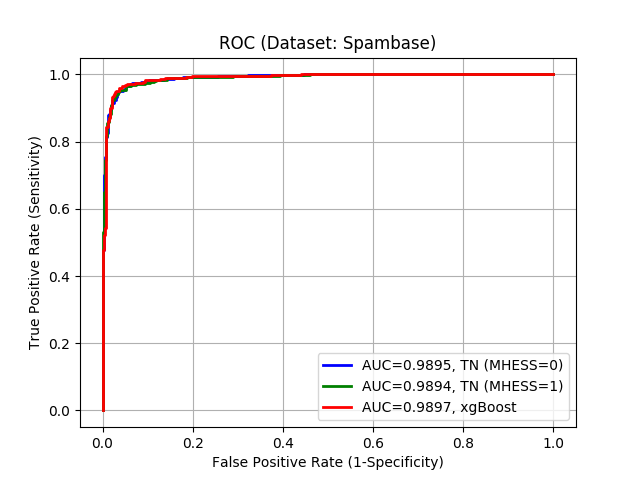 ROC (Dataset: Spambase)
True Positive Rate (Sensitivity)
1.0
0.8
0.6
0.4
0.2
0.0
AUC=0.9895, TN (MHESS=0)
AUC=0.9894, TN (MHESS=1)
AUC=0.9897, xgBoost
0.0 0.2 0.4 0.6 0.8 1.0
False Positive Rate (1-Specificity)